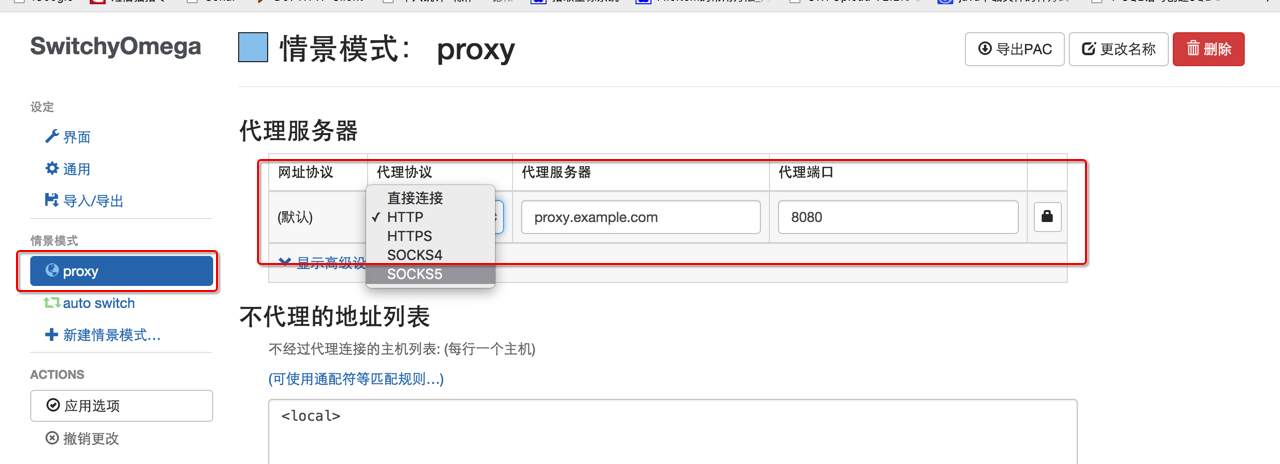 SwitchyOmega
情景模式： proxy
导出PAC
更改名称
删除
设定
界面
通用
导入/导出
情景模式
proxy
auto switch
新建情景模式…
ACTIONS
应用选项
撤销更改
代理服务器
网址协议 代理协议 代理服务器 代理端口
(默认) proxy.example.com 8080
直接连接
✓ HTTP
HTTPS
SOCKS4
SOCKS5
显示高级设
不代理的地址列表
不经过代理连接的主机列表: (每行一个主机)
(可使用通配符等匹配规则…)
<local>